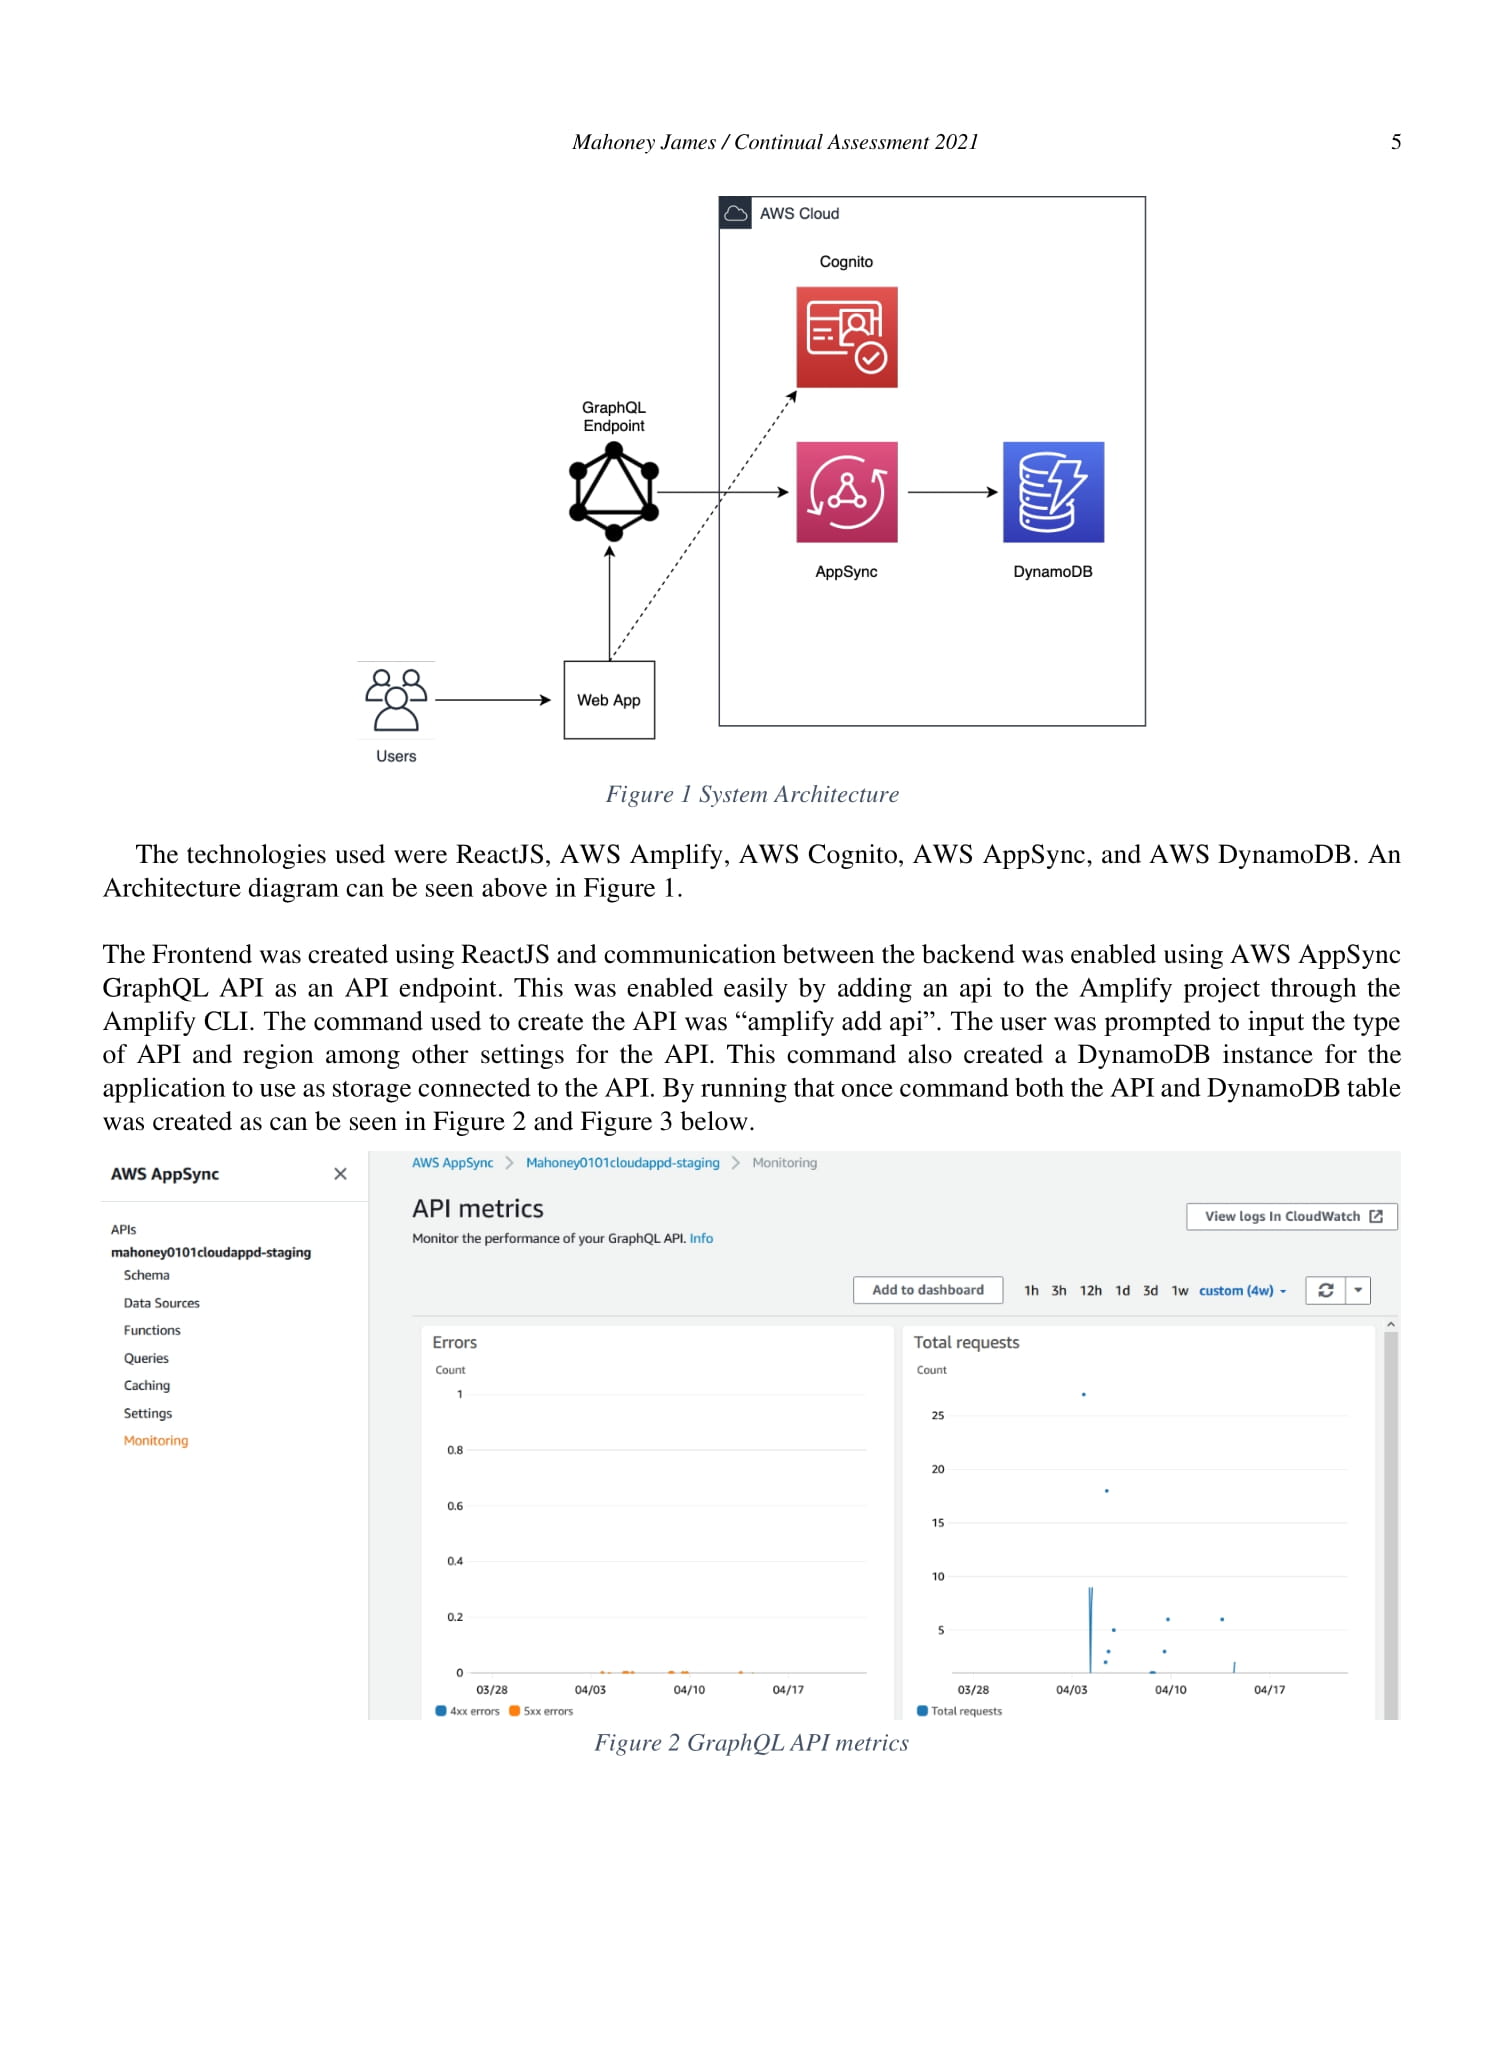 Mahoney James / Continual Assessment 2021 5
AWS Cloud
Cognito
GraphQL
Endpoint
AppSync
DynamoDB
Web App
Users
Figure 1 System Architecture
The technologies used were ReactJS, AWS Amplify, AWS Cognito, AWS AppSync, and AWS DynamoDB. An
Architecture diagram can be seen above in Figure 1.
The Frontend was created using ReactJS and communication between the backend was enabled using AWS AppSync
GraphQL API as an API endpoint. This was enabled easily by adding an api to the Amplify project through the
Amplify CLI. The command used to create the API was “amplify add api”. The user was prompted to input the type
of API and region among other settings for the API. This command also created a DynamoDB instance for the
application to use as storage connected to the API. By running that once command both the API and DynamoDB table
was created as can be seen in Figure 2 and Figure 3 below.
AWS AppSync
APIs
mahoney0101cloudappd-staging
Schema
Data Sources
Functions
Queries
Caching
Settings
Monitoring
AWS AppSync > Mahoney0101cloudappd-staging > Monitoring
API metrics
View logs In CloudWatch
Monitor the performance of your GraphQL API. Info
Add to dashboard 1h 3h 12h 1d 3d 1w custom (4w)
Errors
Count
1
0.8
0.6
0.4
0.2
0
03/28 04/03 04/10 04/17
4xx errors 5xx errors
Total requests
Count
25
20
15
10
5
03/28 04/03 04/10 04/17
Total requests
Figure 2 GraphQL API metrics